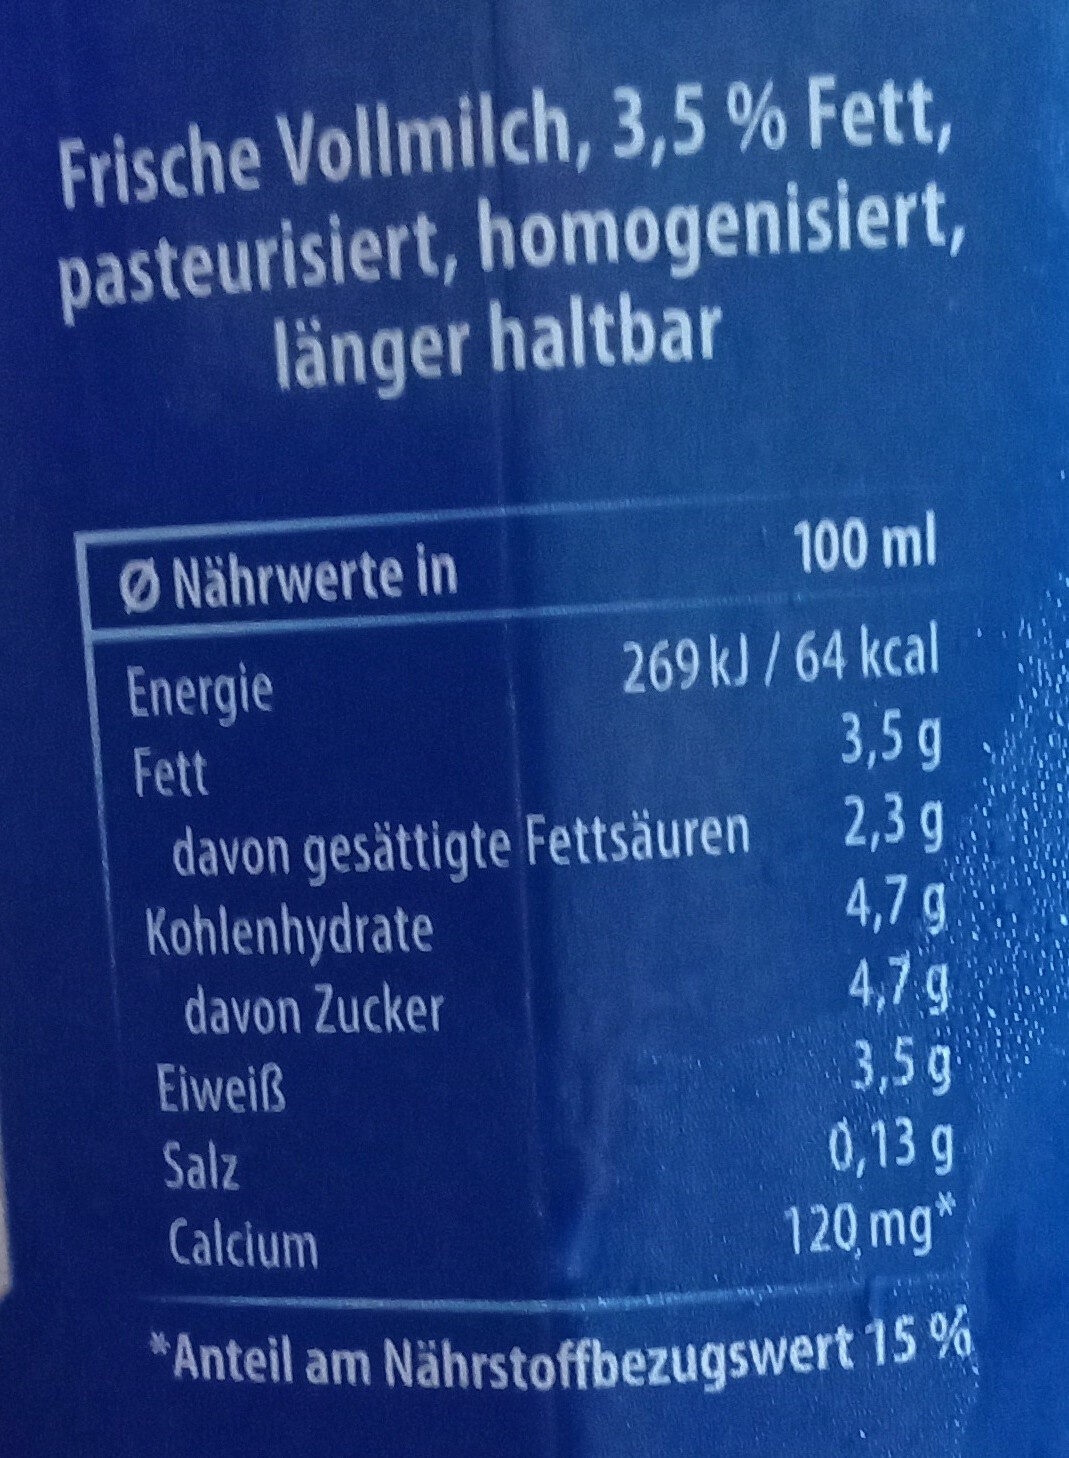 Frische Vollmilch, 3,5 % Fett,
pasteurisiert, homogenisiert,
länger haltbar
Ø Nährwerte in 100 ml
Energie 269 kJ / 64 kcal
Fett 3,5 g
davon gesättigte Fettsäuren 2,3 g
Kohlenhydrate 4,7 g
davon Zucker 4,7 g
Eiweiß 3,5 g
Salz 0,13 g
Calcium 120 mg*
*Anteil am Nährstoffbezugswert 15 %